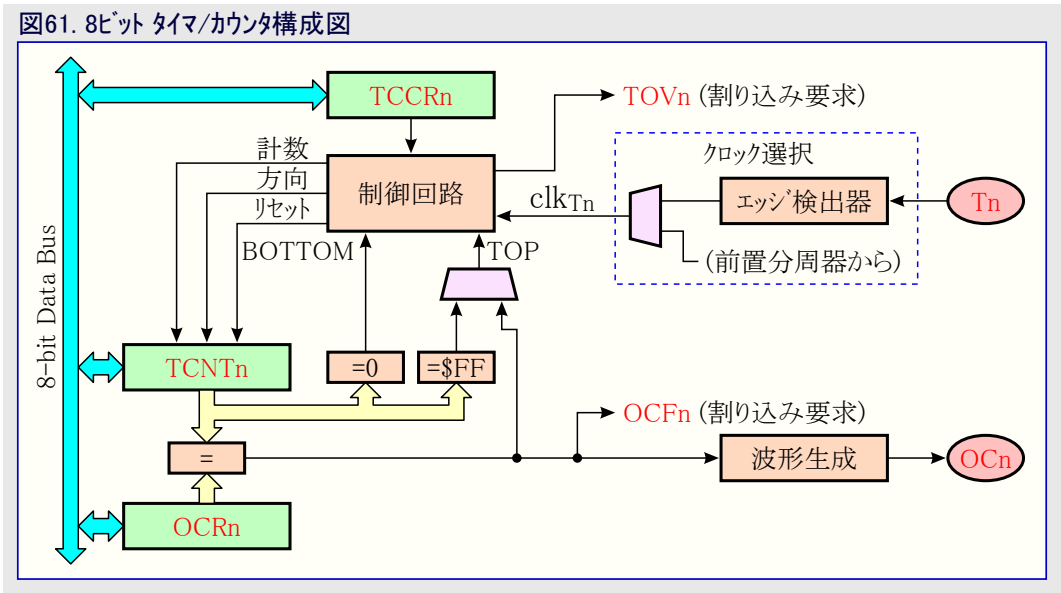 図61. 8ビット タイマ/カウンタ構成図
TCCRn
TOVn (割り込み要求)
クロック選択
計数
方向
リセット
制御回路
clkTn
エッジ検出器
Tn
BOTTOM
TOP
(前置分周器から)
8-bit Data Bus
TCNTn
=0
=$FF
OCFn (割り込み要求)
=
波形生成
OCn
OCRn